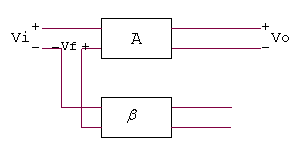 + A +
Vi Vo
- -Vf + -
β